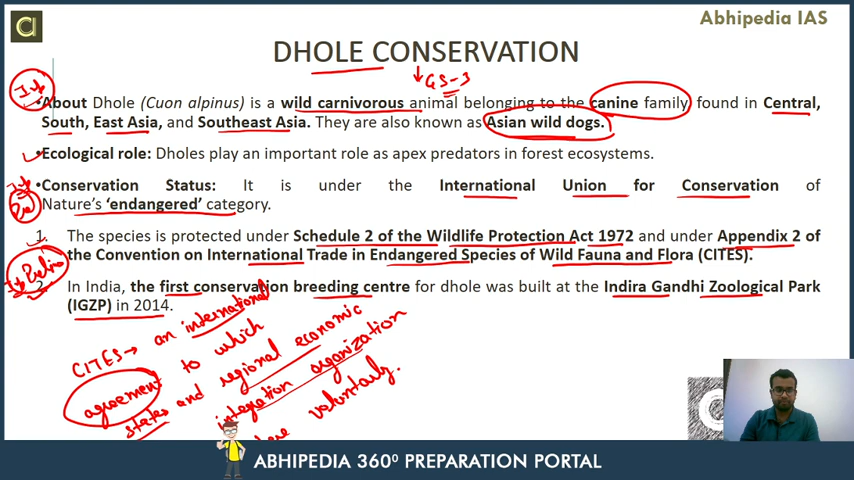 Abhipedia IAS
DHOLE CONSERVATION
GS-3
Imp
•About Dhole (Cuon alpinus) is a wild carnivorous animal belonging to the canine family found in Central,
South, East Asia, and Southeast Asia. They are also known as Asian wild dogs.
•Ecological role: Dholes play an important role as apex predators in forest ecosystems.
•Conservation Status: It is under the International Union for Conservation of
Nature's 'endangered' category.
1. The species is protected under Schedule 2 of the Wildlife Protection Act 1972 and under Appendix 2 of
the Convention on International Trade in Endangered Species of Wild Fauna and Flora (CITES).
2. In India, the first conservation breeding centre for dhole was built at the Indira Gandhi Zoological Park
(IGZP) in 2014.
CITES → an international
agreement to which
states and regional economic
integration organization
voluntarily.
ABHIPEDIA 360⁰ PREPARATION PORTAL